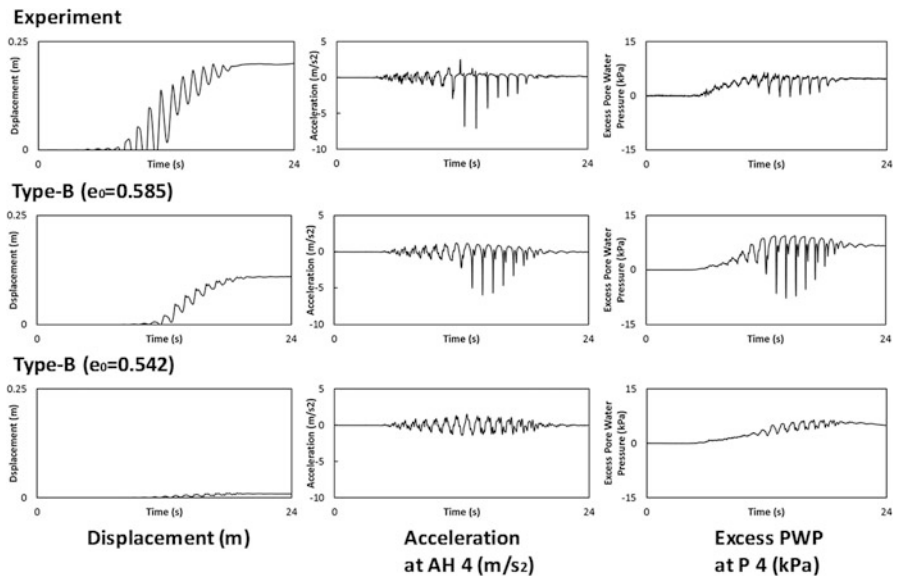 Experiment
0.25
Dsplacement (m)
0
0
Time (s)
24
5
0
-5
-10
Acceleration (m/s2)
0
Time (s)
24
15
0
-15
Excess Pore Water
Pressure (kPa)
0
Time (s)
24
Type-B (e0=0.585)
0.25
Dsplacement (m)
0
0
Time (s)
24
5
0
-5
-10
Acceleration (m/s2)
0
Time (s)
24
15
0
-15
Excess Pore Water
Pressure (kPa)
0
Time (s)
24
Type-B (e0=0.542)
0.25
Dsplacement (m)
0
0
Time (s)
24
5
0
-5
-10
Acceleration (m/s2)
0
Time (s)
24
15
0
-15
Excess Pore Water
Pressure (kPa)
0
Time (s)
24
Displacement (m)
Acceleration
at AH 4 (m/s2)
Excess PWP
at P 4 (kPa)